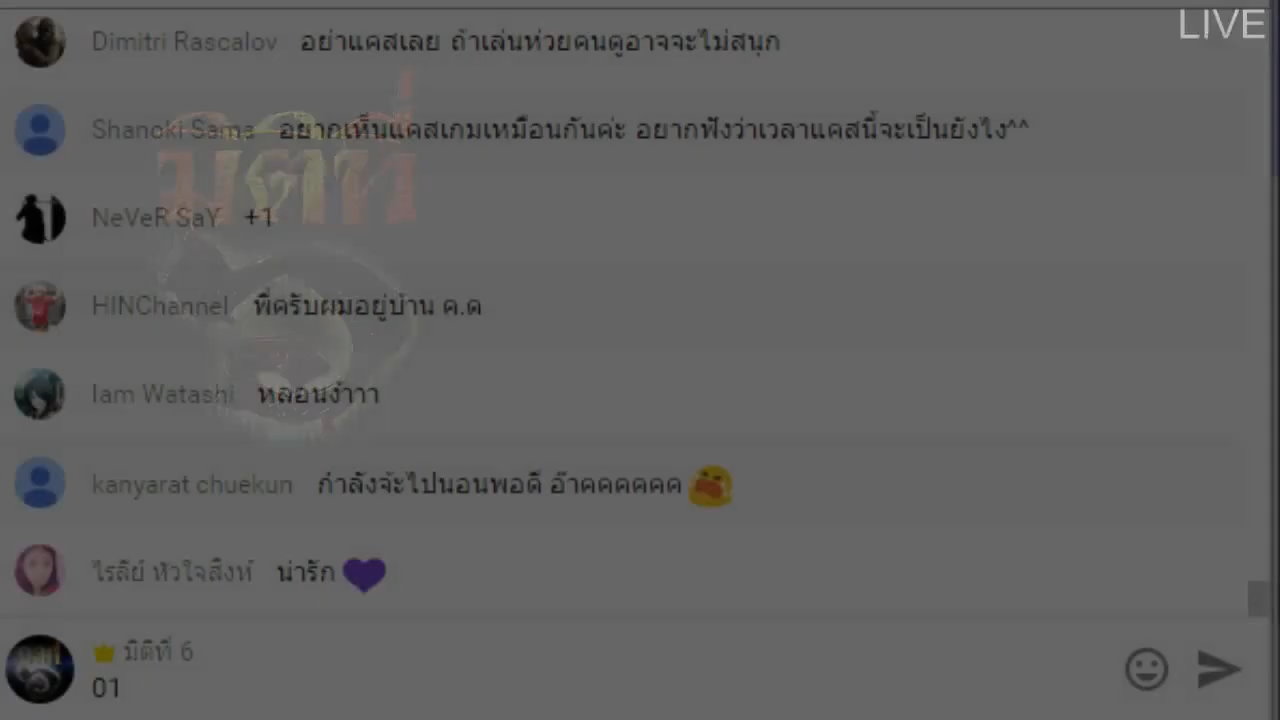 LIVE
Dimitri Rascalov อย่าแคสเลย ถ้าเล่นห่วยคนดูอาจจะไม่สนุก
Shanoki Sama อยากเห็นแคสเกมเหมือนกันค่ะ อยากฟังว่าเวลาแคสนี้จะเป็นยังไง^^
มิติที่
NeVeR SaY +1
HINChannel พี่ครับผมอยู่บ้าน ค.ด
Iam Watashi หลอนง่ำาา
kanyarat chuekun กำลังจ้ะไปนอนพอดี อ๊าคคคคคค
ไรลีย์ หัวใจสิงห์ น่ารัก
มิติที่ 6
01